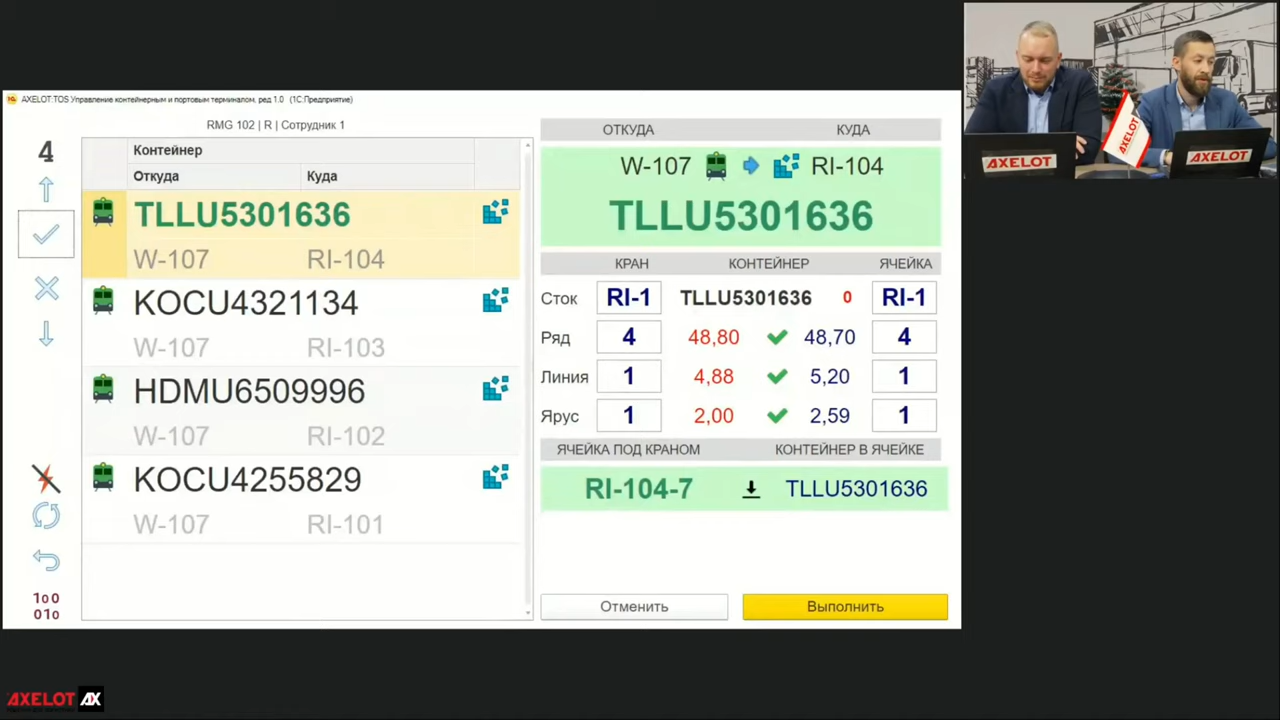 AXELOT:TOS Управление контейнерным и портовым терминалом, ред 1.0 (1С:Предприятие)
RMG 102 | R | Сотрудник 1
4
Контейнер
Откуда Куда
TLLU5301636
W-107 RI-104
KOCU4321134
W-107 RI-103
HDMU6509996
W-107 RI-102
KOCU4255829
W-107 RI-101
100
010
ОТКУДА КУДА
W-107 RI-104
TLLU5301636
КРАН КОНТЕЙНЕР ЯЧЕЙКА
Сток RI-1 TLLU5301636 0 RI-1
Ряд 4 48,80 48,70 4
Линия 1 4,88 5,20 1
Ярус 1 2,00 2,59 1
ЯЧЕЙКА ПОД КРАНОМ КОНТЕЙНЕР В ЯЧЕЙКЕ
RI-104-7 TLLU5301636
Отменить Выполнить
AXELOT
AXELOT
AXELOT
AXELOT AX